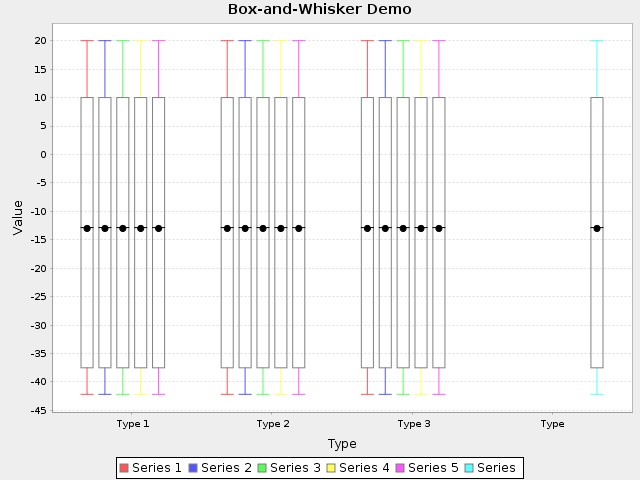 Box-and-Whisker Demo
20
15
10
5
0
-5
-10
-15
-20
-25
-30
-35
-40
-45
Value
Type 1 Type 2 Type 3 Type
Type
Series 1 Series 2 Series 3 Series 4 Series 5 Series